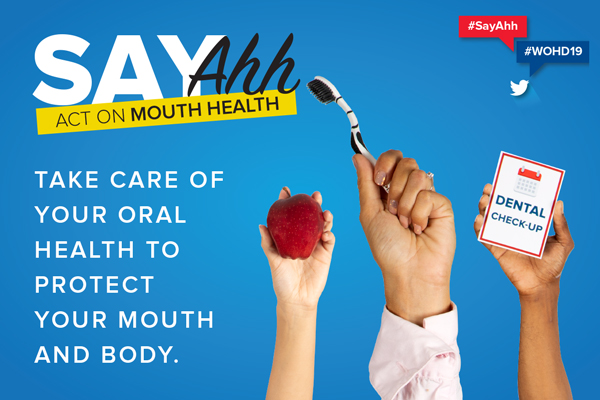 SAY Ahh
ACT ON MOUTH HEALTH
#SayAhh
#WOHD19
TAKE CARE OF
YOUR ORAL
HEALTH TO
PROTECT
YOUR MOUTH
AND BODY.
DENTAL
CHECK-UP